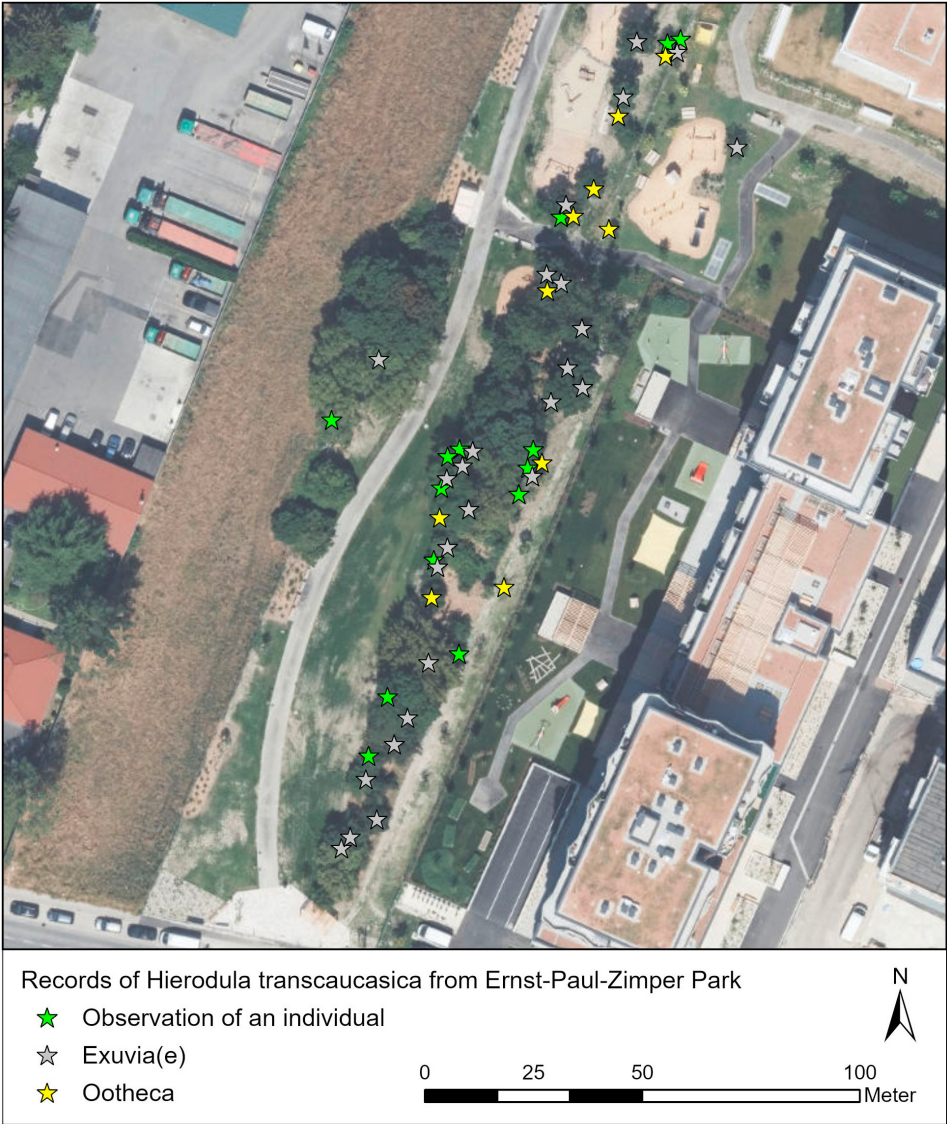 Records of Hierodula transcaucasica from Ernst-Paul-Zimper Park
N
Observation of an individual
Exuvia(e)
Ootheca
0 25 50 100
Meter